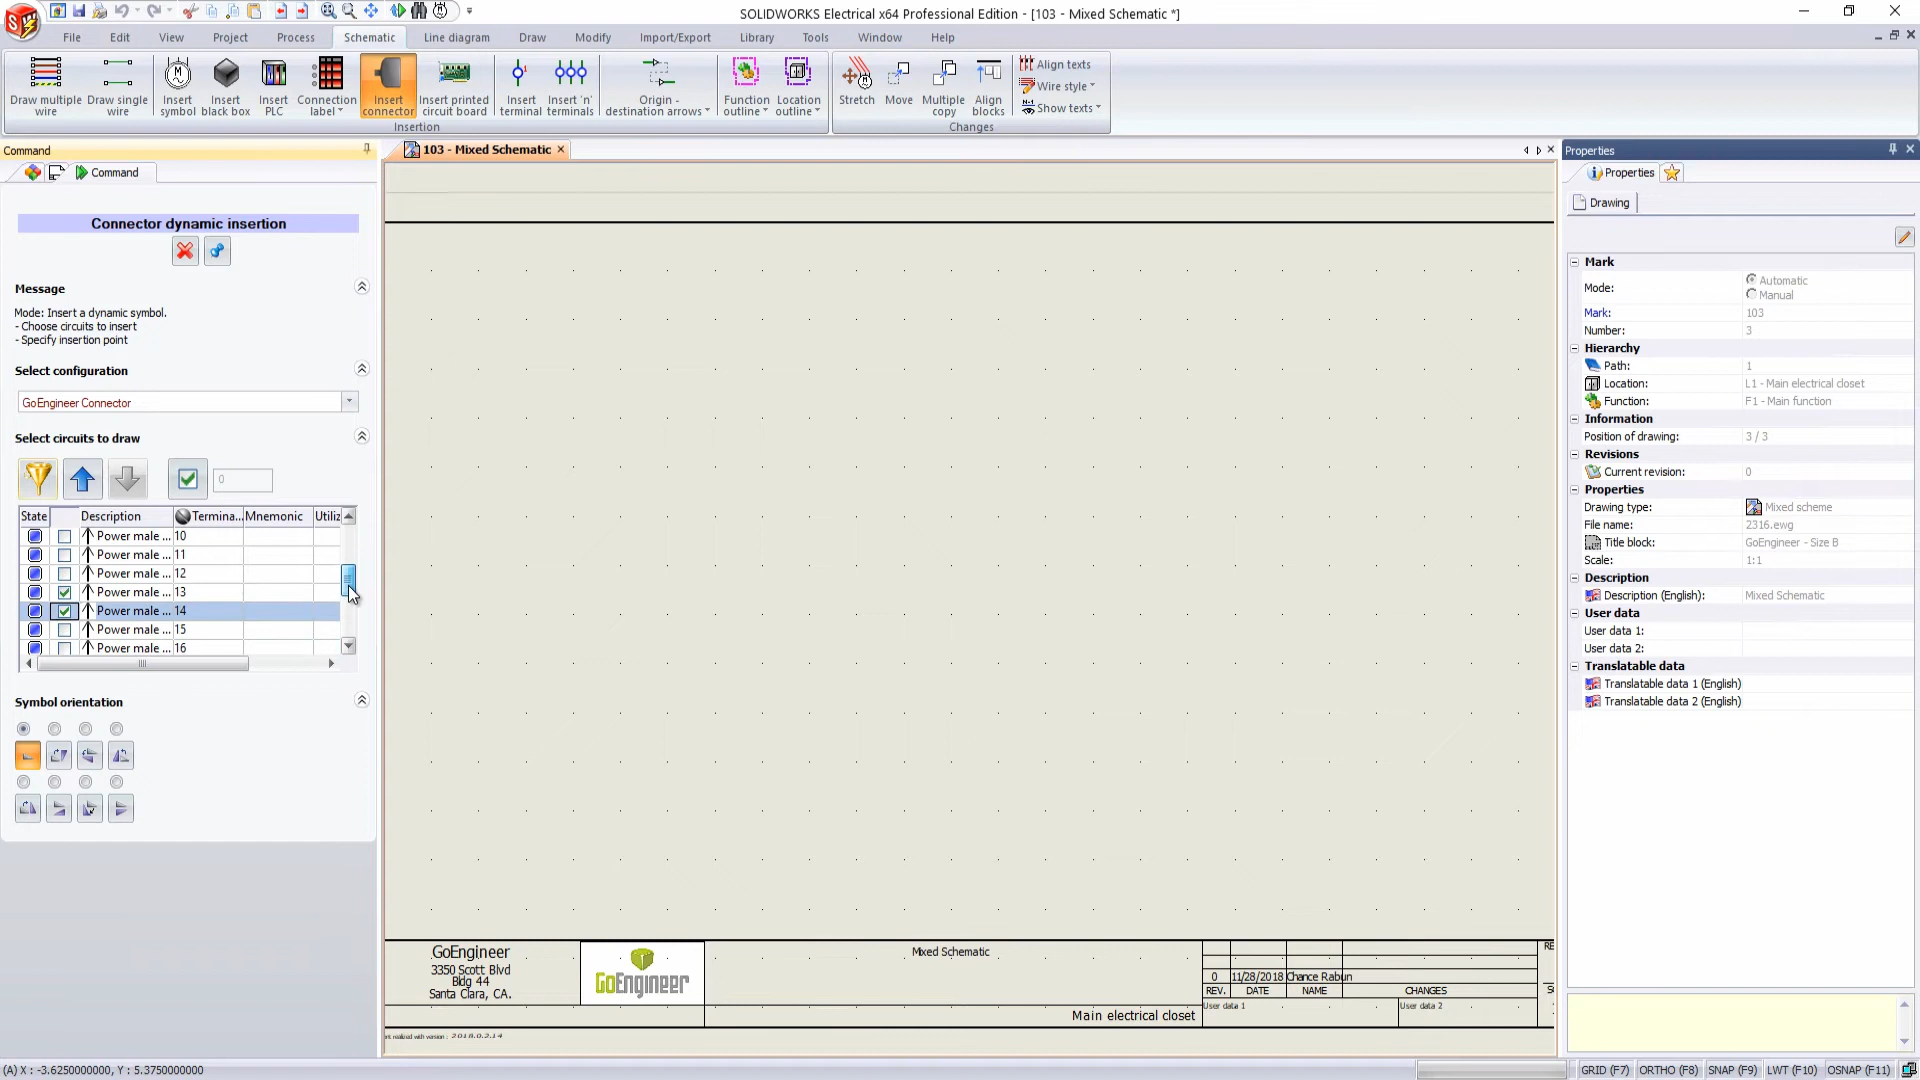 SOLIDWORKS Electrical x64 Professional Edition - [103 - Mixed Schematic *]
File Edit View Project Process Schematic Line diagram Draw Modify Import/Export Library Tools Window Help
Draw multiple wire
Draw single wire
Insert symbol
Insert black box
Insert PLC
Connection label
Insert connector
Insert printed circuit board
Insert terminal
Insert 'n' terminals
Origin - destination arrows
Function outline
Location outline
Stretch
Move
Multiple copy
Align blocks
Align texts
Wire style
Show texts
Insertion
Changes
Command
Command
Connector dynamic insertion
Message
Mode: Insert a dynamic symbol.
- Choose circuits to insert
- Specify insertion point
Select configuration
GoEngineer Connector
Select circuits to draw
0
State Description Termina... Mnemonic Utiliz
Power male ... 10
Power male ... 11
Power male ... 12
Power male ... 13
Power male ... 14
Power male ... 15
Power male ... 16
Symbol orientation
103 - Mixed Schematic
GoEngineer
3350 Scott Blvd
Bldg 44
Santa Clara, CA.
GoEngineer
Mixed Schematic
Main electrical closet
0 11/28/2018 Chance Rabun
REV. DATE NAME CHANGES
User data 1 User data 2
RE
Properties
Properties
Drawing
Mark
Mode: Automatic
Manual
Mark: 103
Number: 3
Hierarchy
Path: 1
Location: L1 - Main electrical closet
Function: F1 - Main function
Information
Position of drawing: 3 / 3
Revisions
Current revision: 0
Properties
Drawing type: Mixed scheme
File name: 2316.ewg
Title block: GoEngineer - Size B
Scale: 1:1
Description
Description (English): Mixed Schematic
User data
User data 1:
User data 2:
Translatable data
Translatable data 1 (English)
Translatable data 2 (English)
(A) X : -3.6250000000, Y : 5.3750000000
GRID (F7) ORTHO (F8) SNAP (F9) LWT (F10) OSNAP (F11)